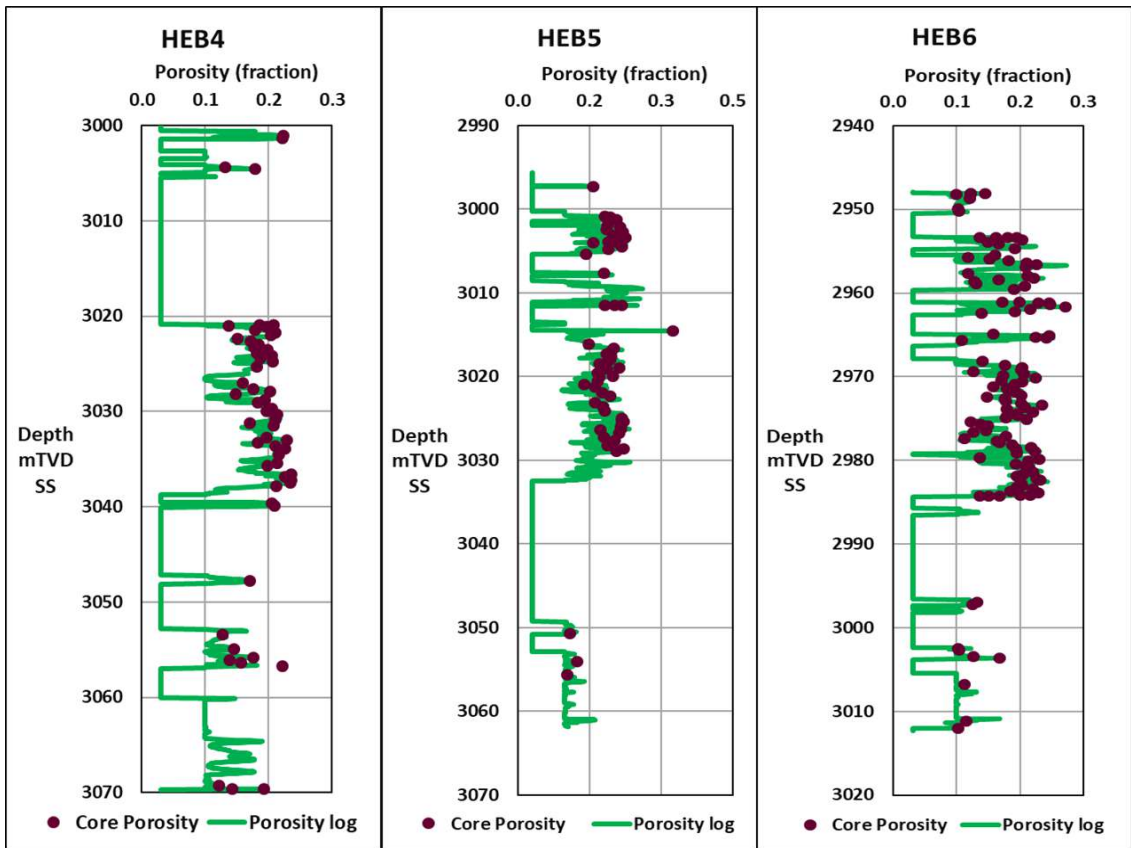 HEB4
Porosity (fraction)
0.0 0.1 0.2 0.3
3000
3010
3020
3030
3040
3050
3060
3070
Depth
mTVD
SS
Core Porosity Porosity log
HEB5
Porosity (fraction)
0.0 0.2 0.3 0.5
2990
3000
3010
3020
3030
3040
3050
3060
3070
Depth
mTVD
SS
Core Porosity Porosity log
HEB6
Porosity (fraction)
0.0 0.1 0.2 0.3
2940
2950
2960
2970
2980
2990
3000
3010
3020
Depth
mTVD
SS
Core Porosity Porosity log